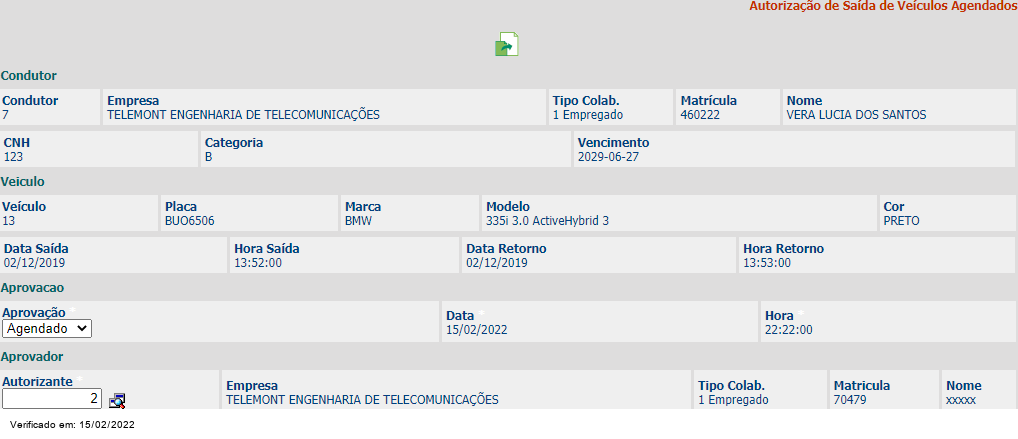 Autorização de Saída de Veículos Agendados
Condutor
Condutor Empresa Tipo Colab. Matrícula Nome
7 TELEMONT ENGENHARIA DE TELECOMUNICAÇÕES 1 Empregado 460222 VERA LUCIA DOS SANTOS
CNH Categoria Vencimento
123 B 2029-06-27
Veiculo
Veículo Placa Marca Modelo Cor
13 BUO6506 BMW 335i 3.0 ActiveHybrid 3 PRETO
Data Saída Hora Saída Data Retorno Hora Retorno
02/12/2019 13:52:00 02/12/2019 13:53:00
Aprovacao
Aprovação * Data * Hora *
Agendado 15/02/2022 22:22:00
Aprovador
Autorizante * Empresa Tipo Colab. Matricula Nome
2 TELEMONT ENGENHARIA DE TELECOMUNICAÇÕES 1 Empregado 70479 xxxxx
Verificado em: 15/02/2022